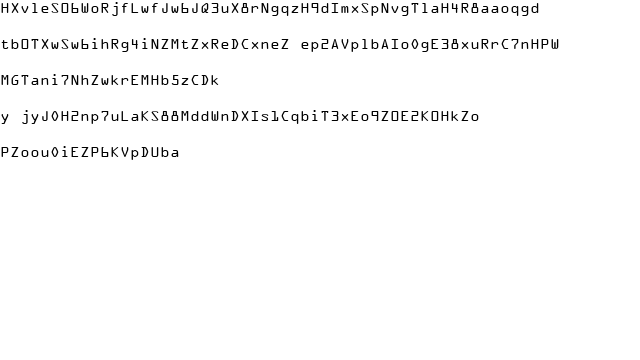 HXvleSO6WoRjfLwfJw6JQ3uX8rNgqzH9dImxSpNvgTlaH4R8aaoqgd
tbOTXwSw6ihRg4iNZMtZxReDCxneZ ep2AVplbAIo0gE38xuRrC7nHPW
MGTani7NhZwkrEMHb5zCDk
y jyJ0H2np7uLaKS88MddWnDXIs1CqbiT3xEo9ZOE2KOHkZo
PZoou0iEZP6KVpDUba